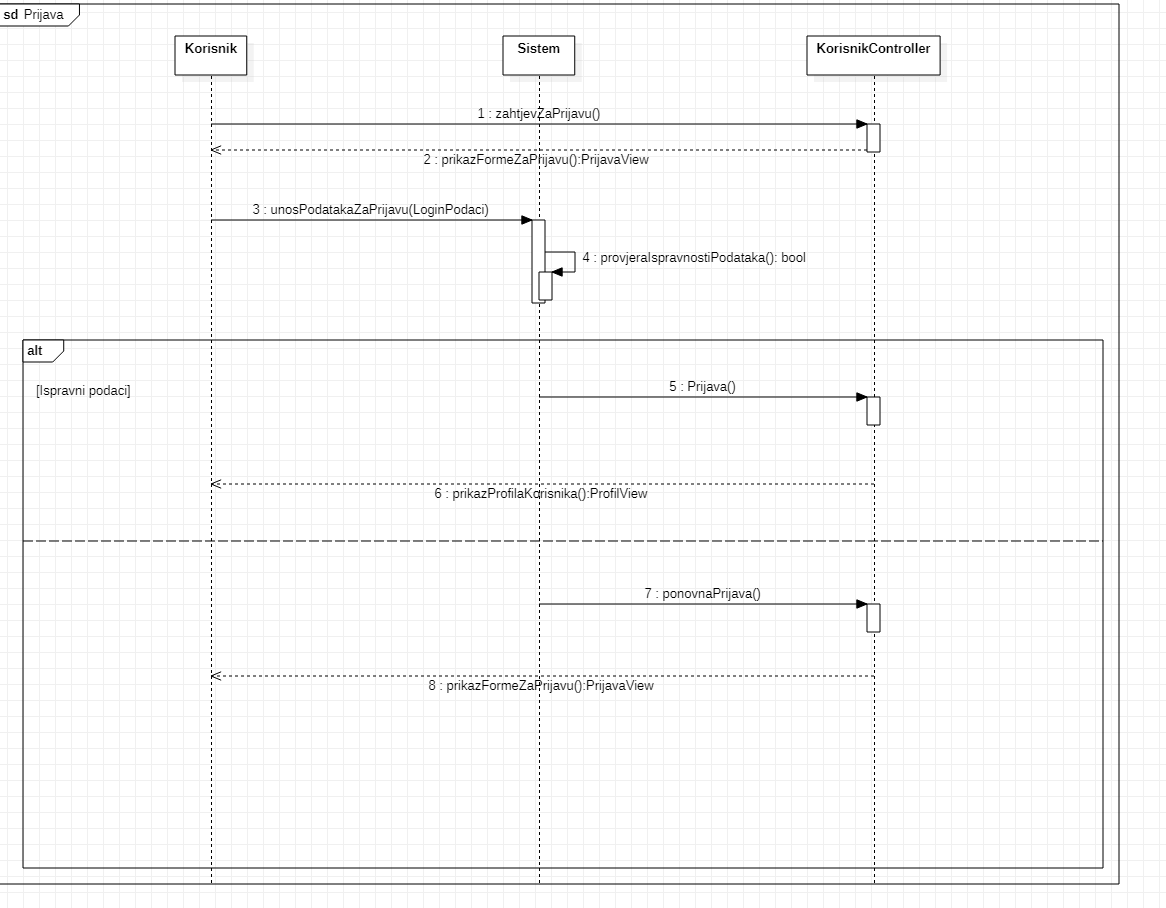 sd Prijava
Korisnik
Sistem
KorisnikController
1 : zahtjevZaPrijavu()
2 : prikazFormeZaPrijavu():PrijavaView
3 : unosPodatakaZaPrijavu(LoginPodaci)
4 : provjeraIspravnostiPodataka(): bool
alt
[Ispravni podaci]
5 : Prijava()
6 : prikazProfilaKorisnika():ProfilView
7 : ponovnaPrijava()
8 : prikazFormeZaPrijavu():PrijavaView